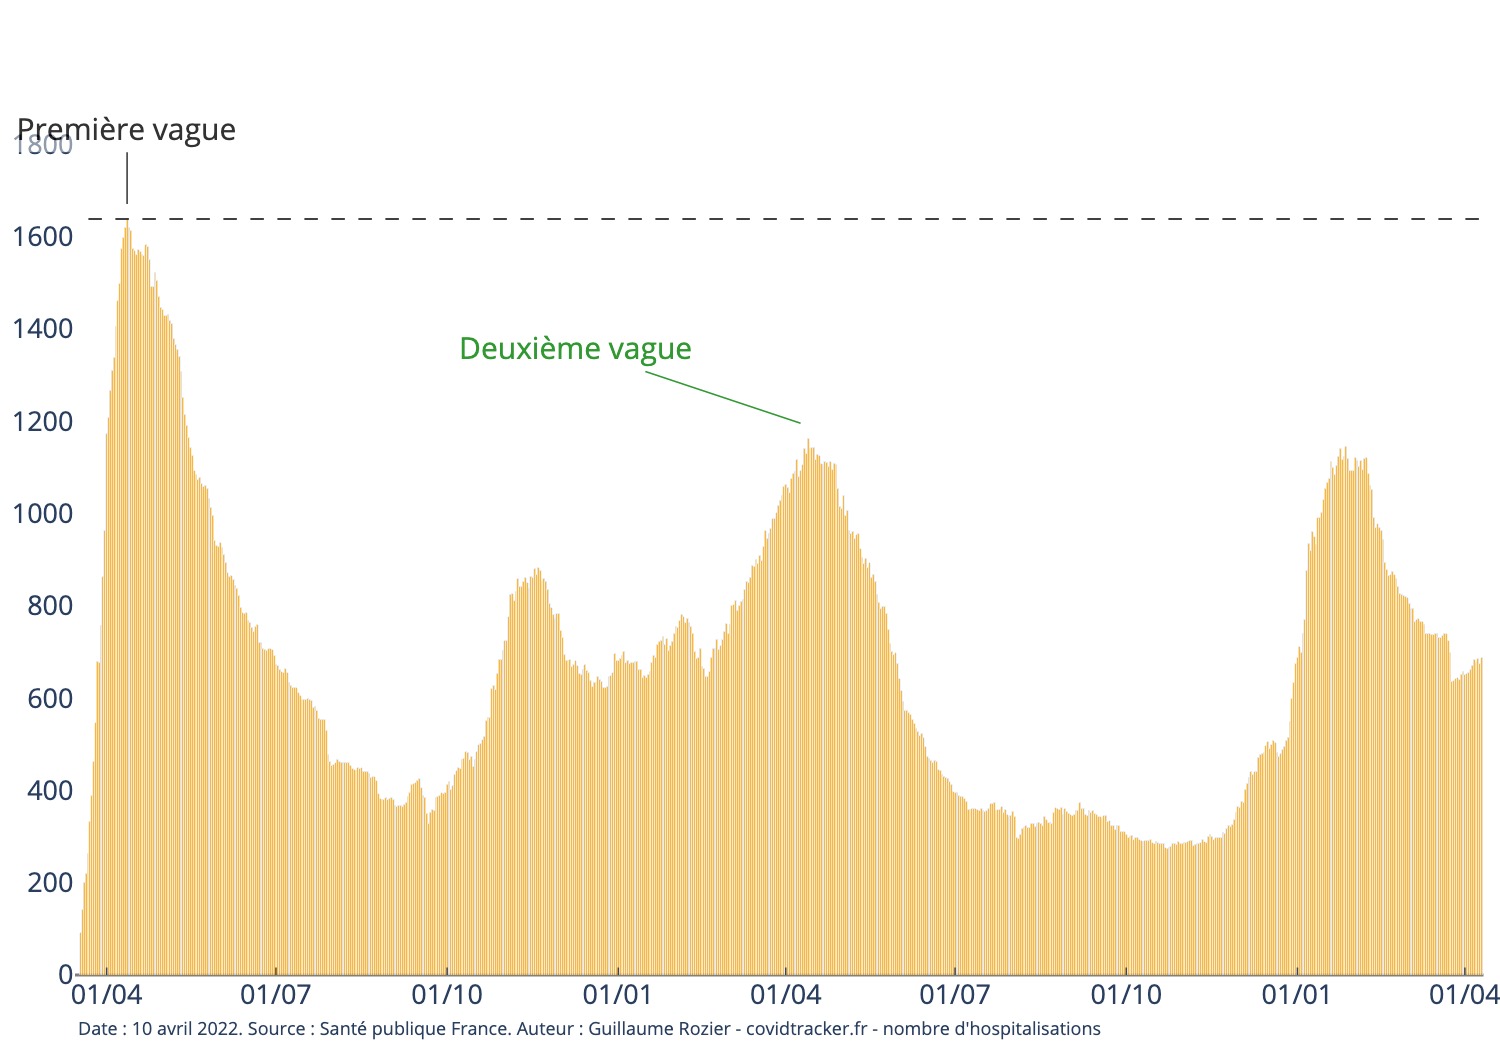 Première vague
1800
1600
Deuxième vague
1400
1200
1000
800
600
400
200
0
01/04 01/07 01/10 01/01 01/04 01/07 01/10 01/01 01/04
Date : 10 avril 2022. Source : Santé publique France. Auteur : Guillaume Rozier - covidtracker.fr - nombre d'hospitalisations